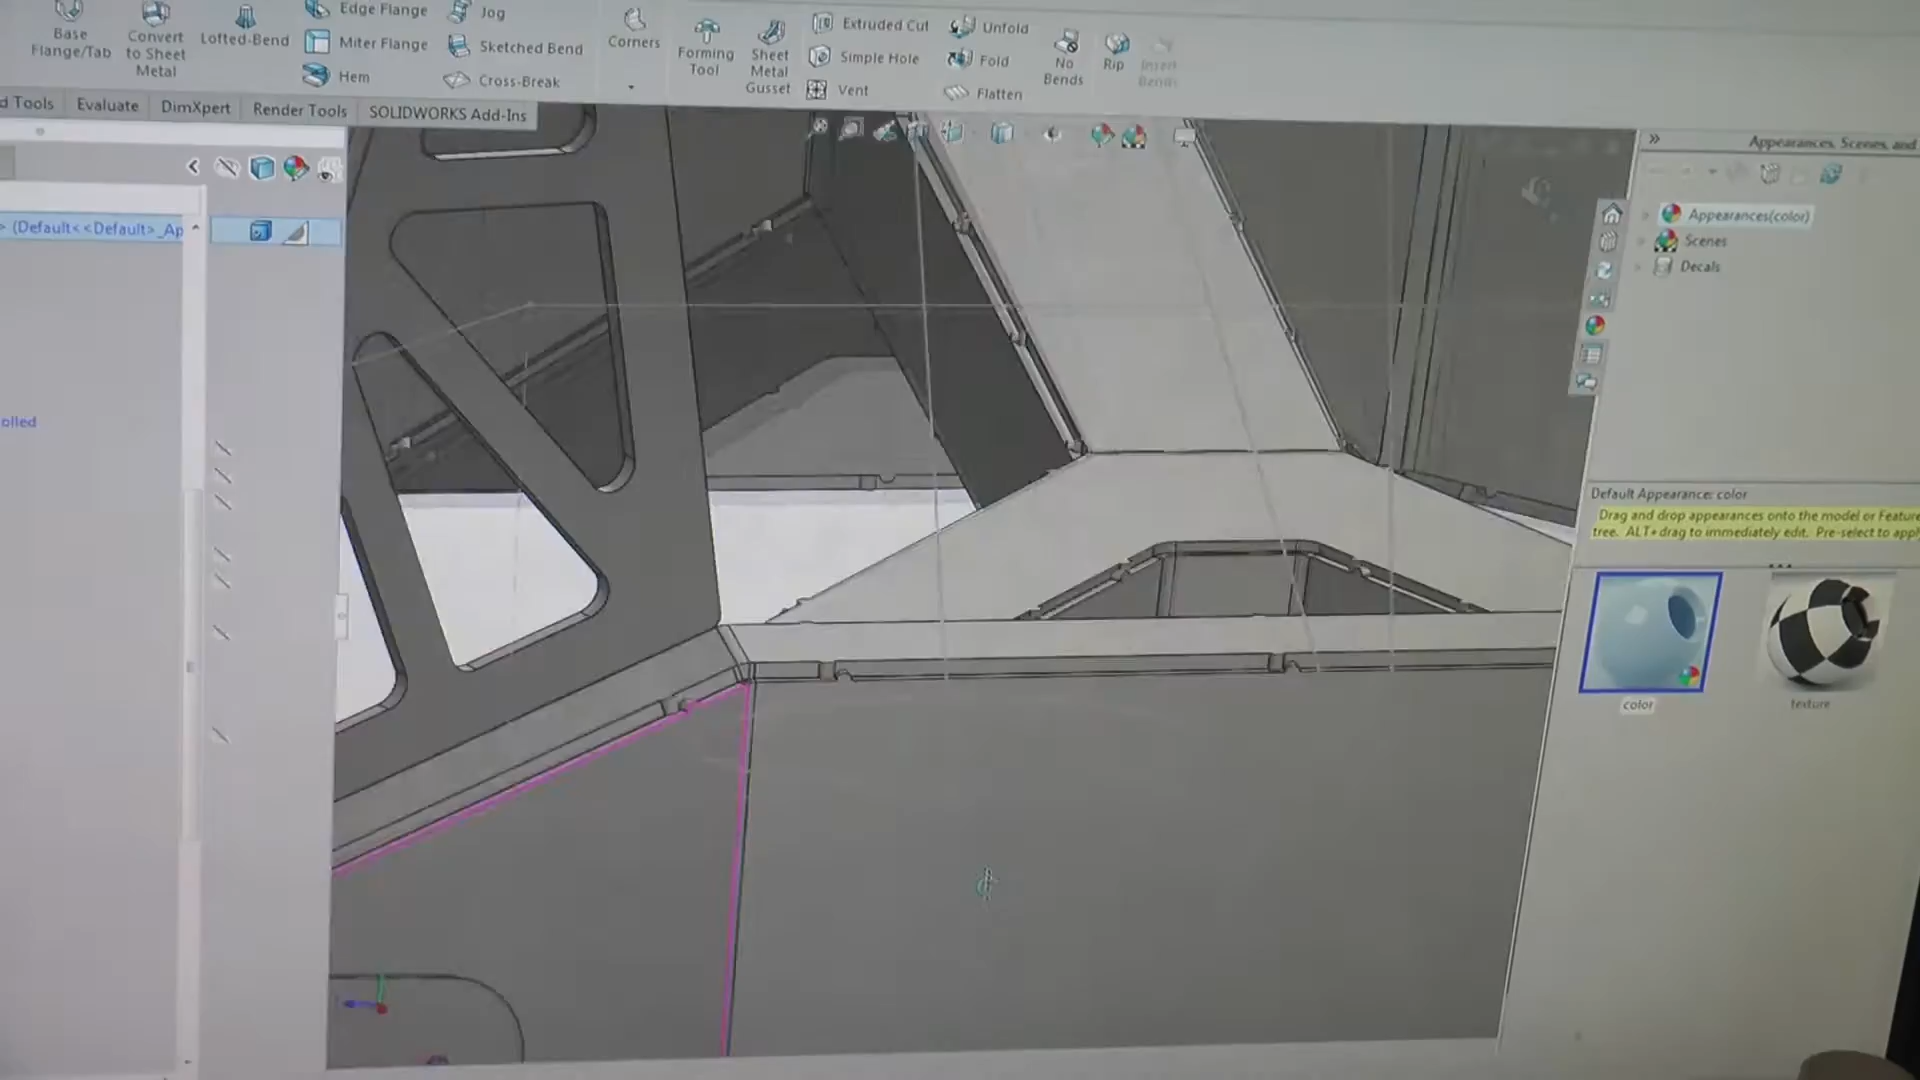 Base
Flange/Tab
Convert
to Sheet
Metal
Lofted-Bend
Edge Flange
Miter Flange
Hem
Jog
Sketched Bend
Cross-Break
Corners
Forming
Tool
Sheet
Metal
Gusset
Extruded Cut
Simple Hole
Vent
Unfold
Fold
Flatten
No
Bends
Rip
Insert
Bends
d Tools
Evaluate
DimXpert
Render Tools
SOLIDWORKS Add-Ins
> (Default<<Default>_Ap
olled
Appearances, Scenes, and
Appearances(color)
Scenes
Decals
Default Appearance: color
Drag and drop appearances onto the model or Feature
tree. ALT+drag to immediately edit. Pre-select to appl
color
texture